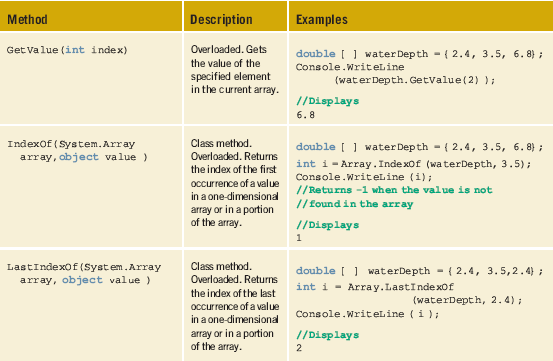 Method Description Examples
GetValue(int index)
Overloaded. Gets
the value of the
specified element
in the current array.
double [ ] waterDepth = { 2.4, 3.5, 6.8};
Console.WriteLine
(waterDepth.GetValue(2) );
//Displays
6.8
IndexOf(System.Array
array, object value )
Class method.
Overloaded. Returns
the index of the first
occurrence of a value
in a one-dimensional
array or in a portion
of the array.
double [ ] waterDepth = { 2.4, 3.5, 6.8};
int i = Array.IndexOf (waterDepth, 3.5);
Console.WriteLine (i);
//Returns –1 when the value is not
//found in the array
//Displays
1
LastIndexOf(System.Array
array, object value )
Class method.
Overloaded. Returns
the index of the last
occurrence of a value
in a one-dimensional
array or in a portion
of the array.
double [ ] waterDepth = { 2.4, 3.5,2.4};
int i = Array.LastIndexOf
(waterDepth, 2.4);
Console.WriteLine ( i );
//Displays
2